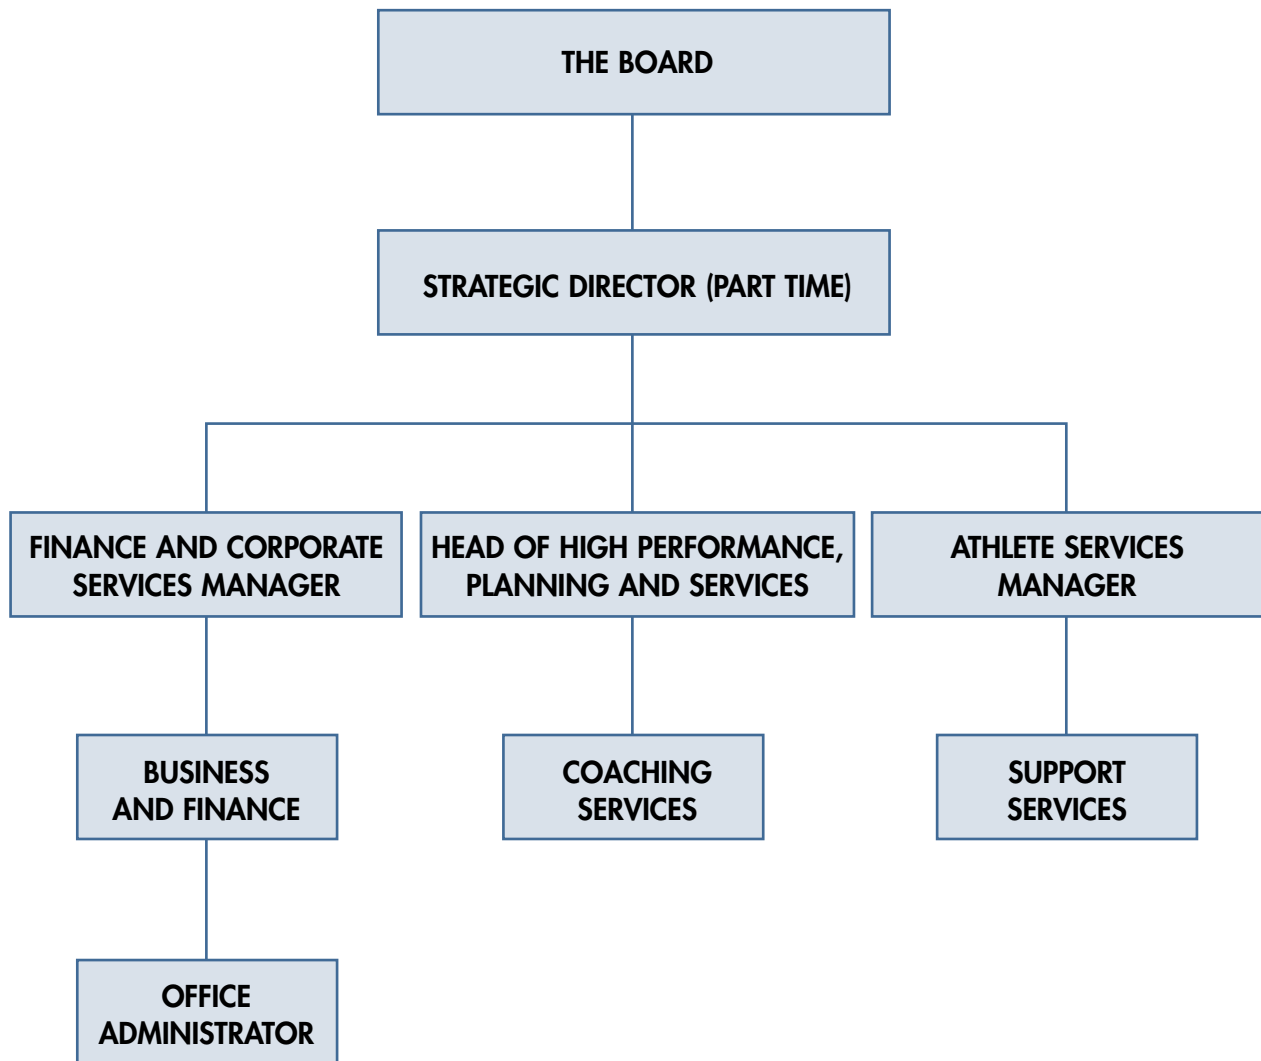 THE BOARD
STRATEGIC DIRECTOR (PART TIME)
FINANCE AND CORPORATE
SERVICES MANAGER
HEAD OF HIGH PERFORMANCE,
PLANNING AND SERVICES
ATHLETE SERVICES
MANAGER
BUSINESS
AND FINANCE
COACHING
SERVICES
SUPPORT
SERVICES
OFFICE
ADMINISTRATOR